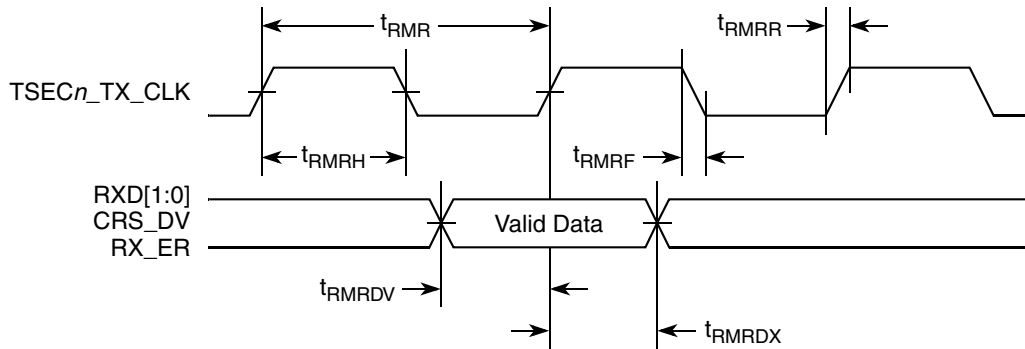 tRMR
tRMRR
TSECn_TX_CLK
tRMRH
tRMRF
RXD[1:0]
CRS_DV
RX_ER
Valid Data
tRMRDV
tRMRDX